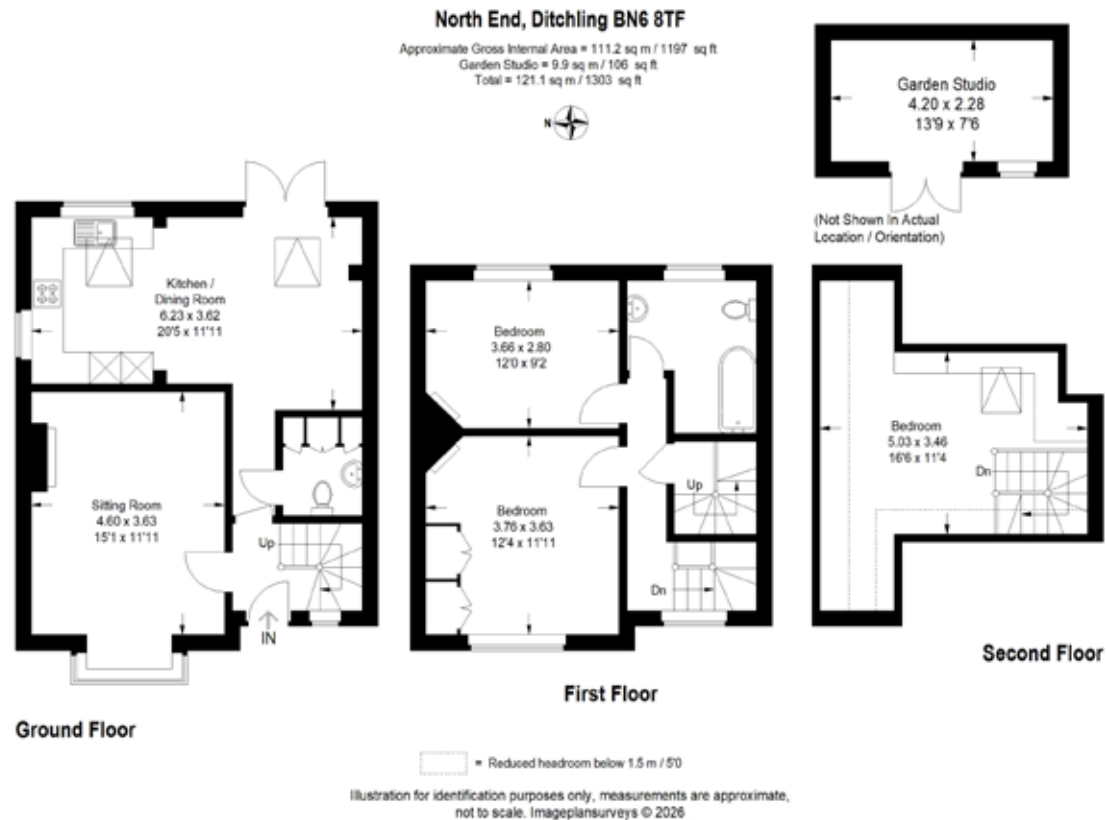 North End, Ditchling BN6 8TF
Approximate Gross Internal Area = 111.2 sq m / 1197 sq ft
Garden Studio = 9.9 sq m / 106 sq ft
Total = 121.1 sq m / 1303 sq ft
N
Garden Studio
4.20 x 2.28
13'9 x 7'6
(Not Shown In Actual
Location / Orientation)
Kitchen /
Dining Room
6.23 x 3.62
20'5 x 11'11
Sitting Room
4.60 x 3.63
15'1 x 11'11
Up
IN
Ground Floor
Bedroom
3.66 x 2.80
12'0 x 9'2
Bedroom
3.76 x 3.63
12'4 x 11'11
Up
Dn
First Floor
Bedroom
5.03 x 3.46
16'6 x 11'4
Dn
Second Floor
= Reduced headroom below 1.5 m / 5'0
Illustration for identification purposes only, measurements are approximate,
not to scale. Imageplansurveys © 2026